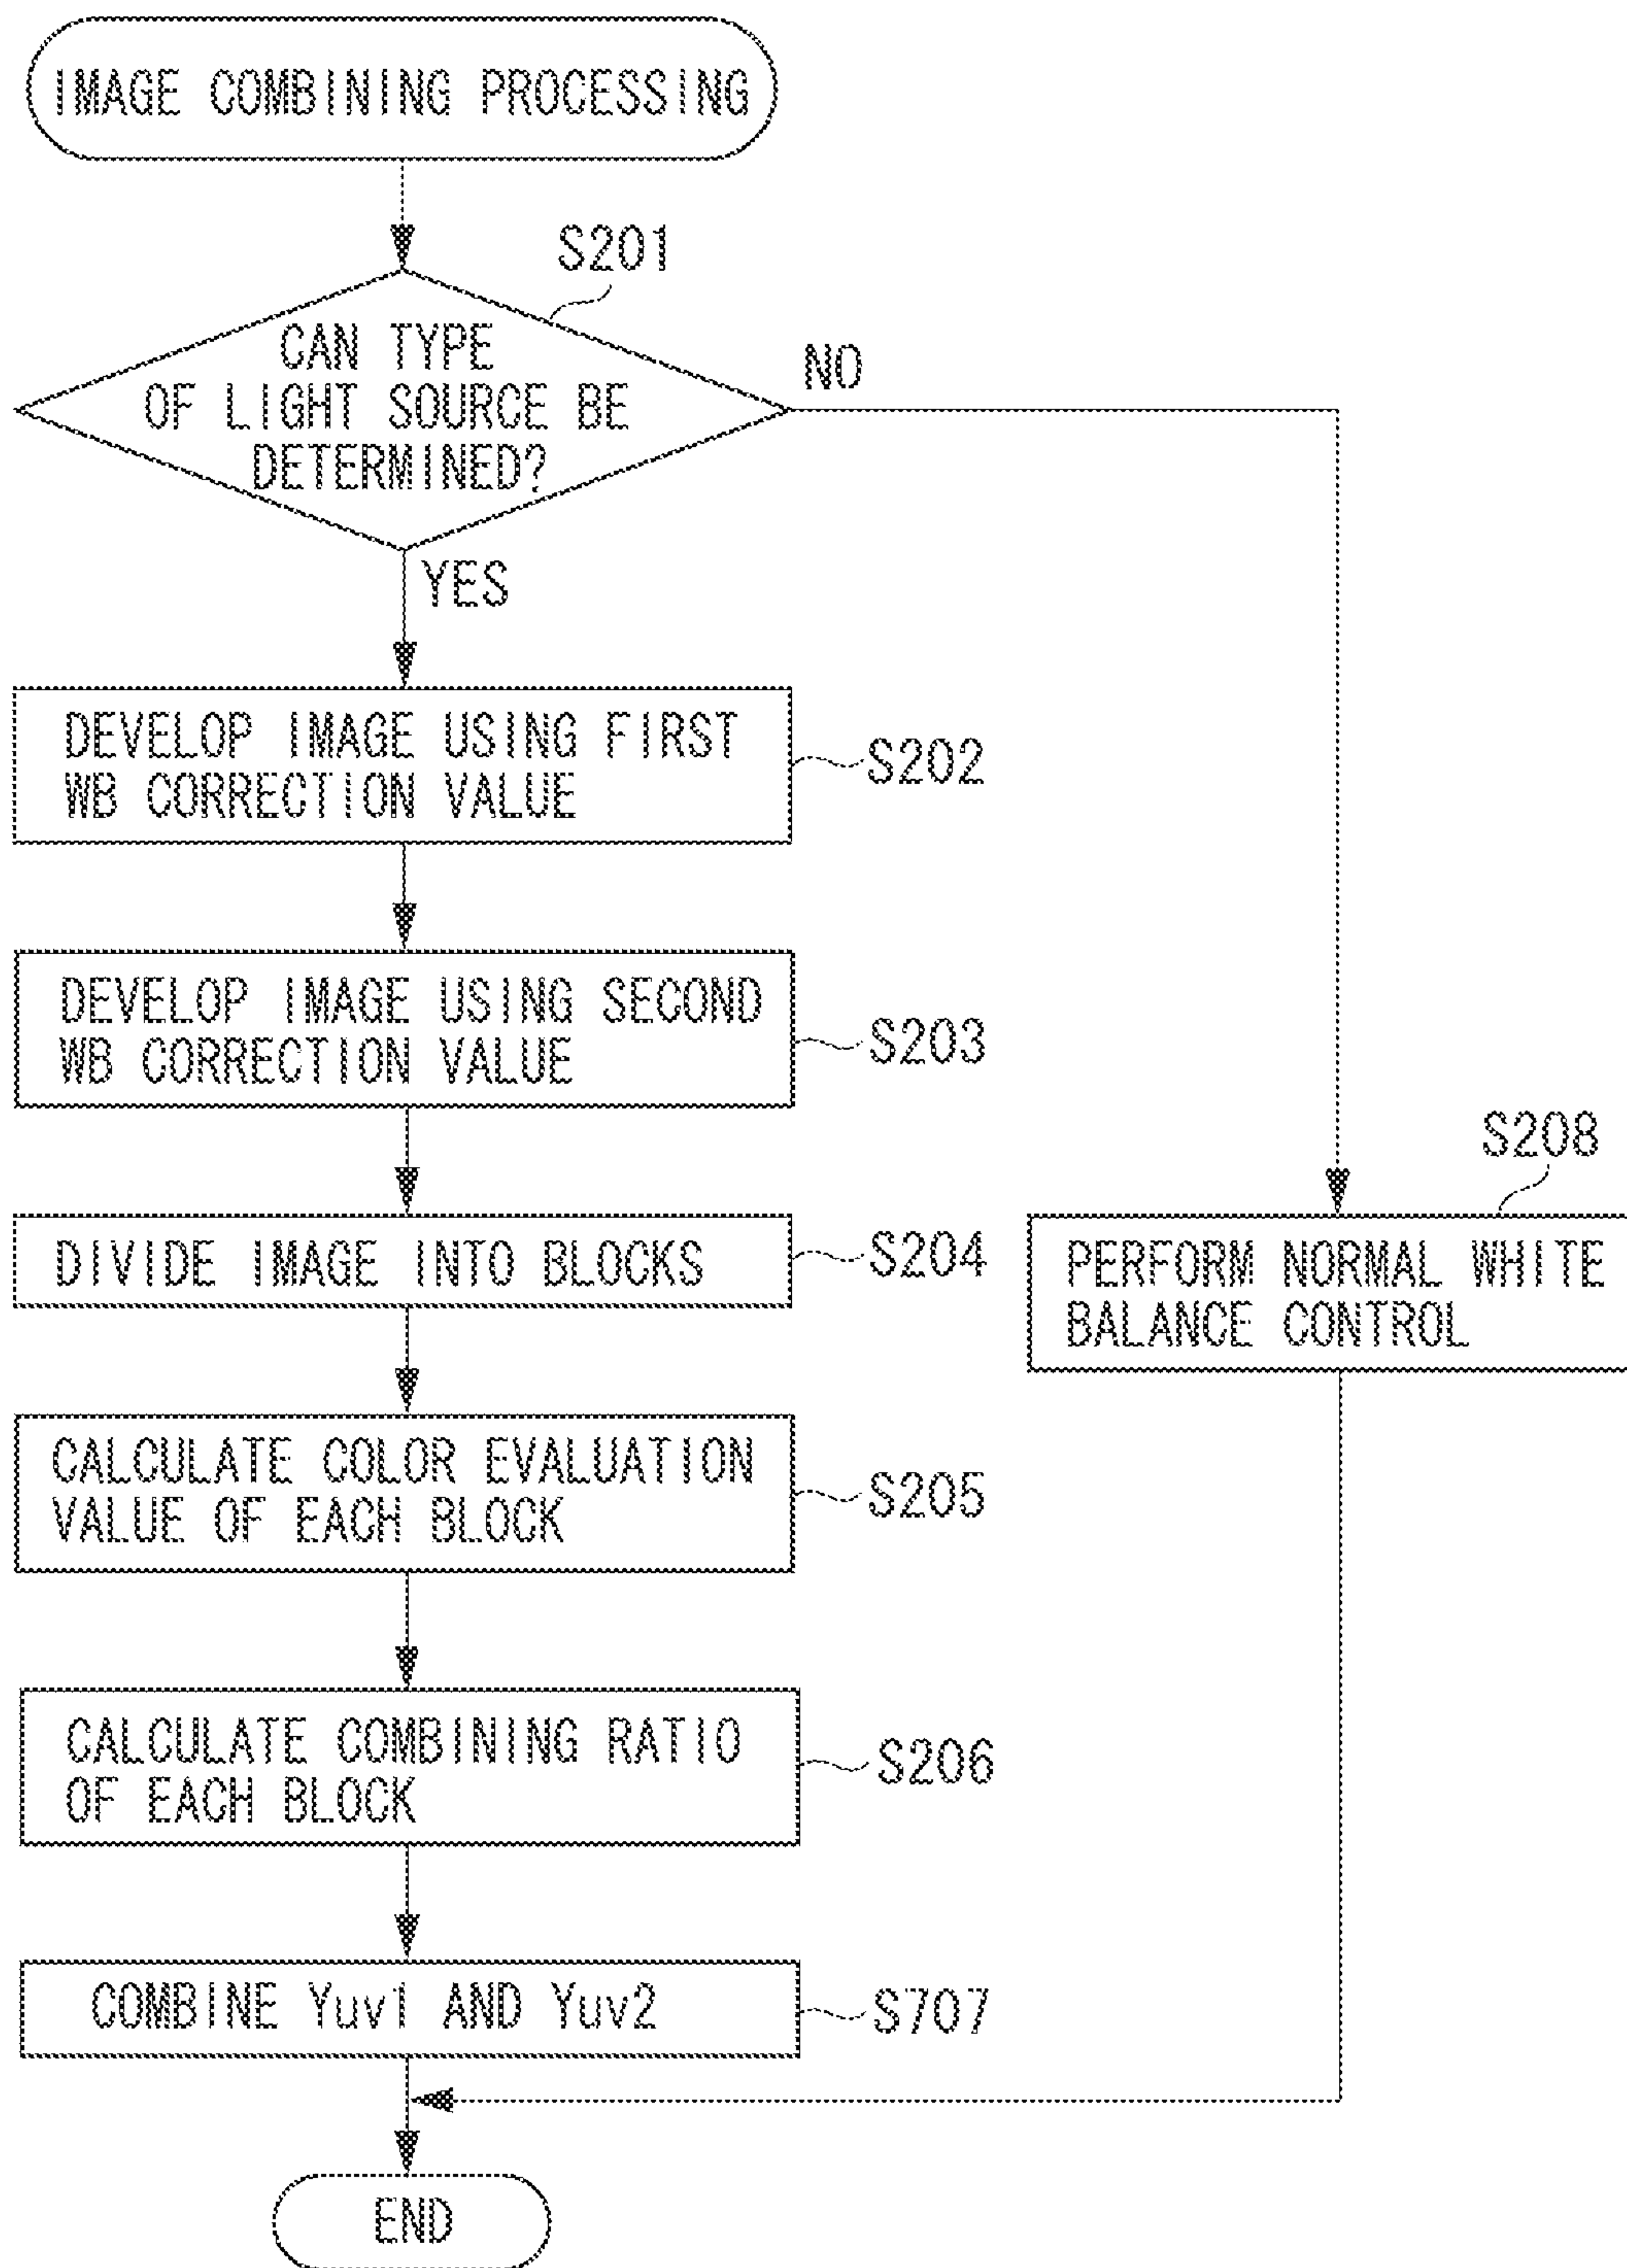 IMAGE COMBINING PROCESSING
S201
CAN TYPE
OF LIGHT SOURCE BE
DETERMINED?
NO
YES
DEVELOP IMAGE USING FIRST
WB CORRECTION VALUE
S202
DEVELOP IMAGE USING SECOND
WB CORRECTION VALUE
S203
S208
DIVIDE IMAGE INTO BLOCKS
S204
PERFORM NORMAL WHITE
BALANCE CONTROL
CALCULATE COLOR EVALUATION
VALUE OF EACH BLOCK
S205
CALCULATE COMBINING RATIO
OF EACH BLOCK
S206
COMBINE Yuv1 AND Yuv2
S707
END